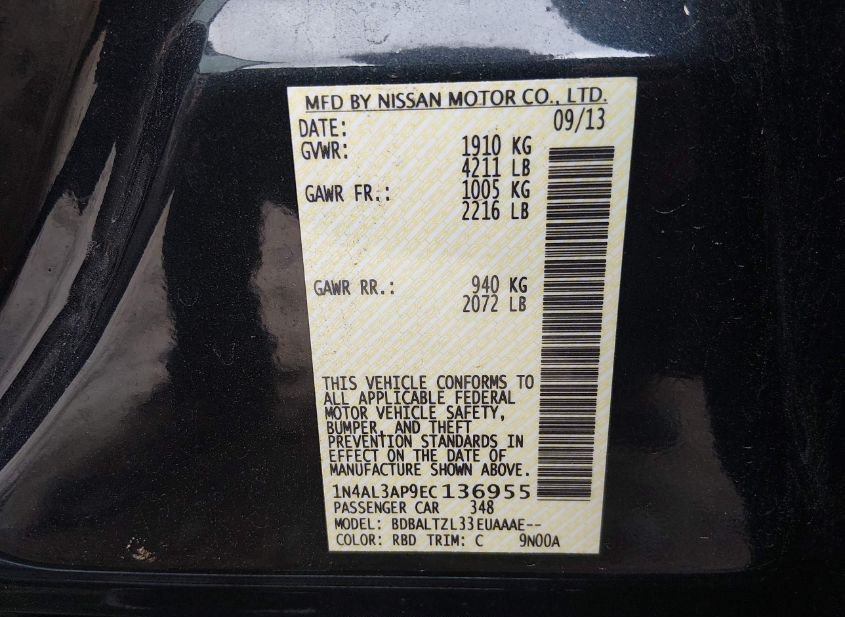 MFD BY NISSAN MOTOR CO., LTD.
DATE: 09/13
GVWR: 1910 KG
4211 LB
GAWR FR.: 1005 KG
2216 LB
GAWR RR.: 940 KG
2072 LB
THIS VEHICLE CONFORMS TO
ALL APPLICABLE FEDERAL
MOTOR VEHICLE SAFETY,
BUMPER, AND THEFT
PREVENTION STANDARDS IN
EFFECT ON THE DATE OF
MANUFACTURE SHOWN ABOVE.
1N4AL3AP9EC136955
PASSENGER CAR 348
MODEL: BDBALTZL33EUAAAE--
COLOR: RBD TRIM: C 9N00A